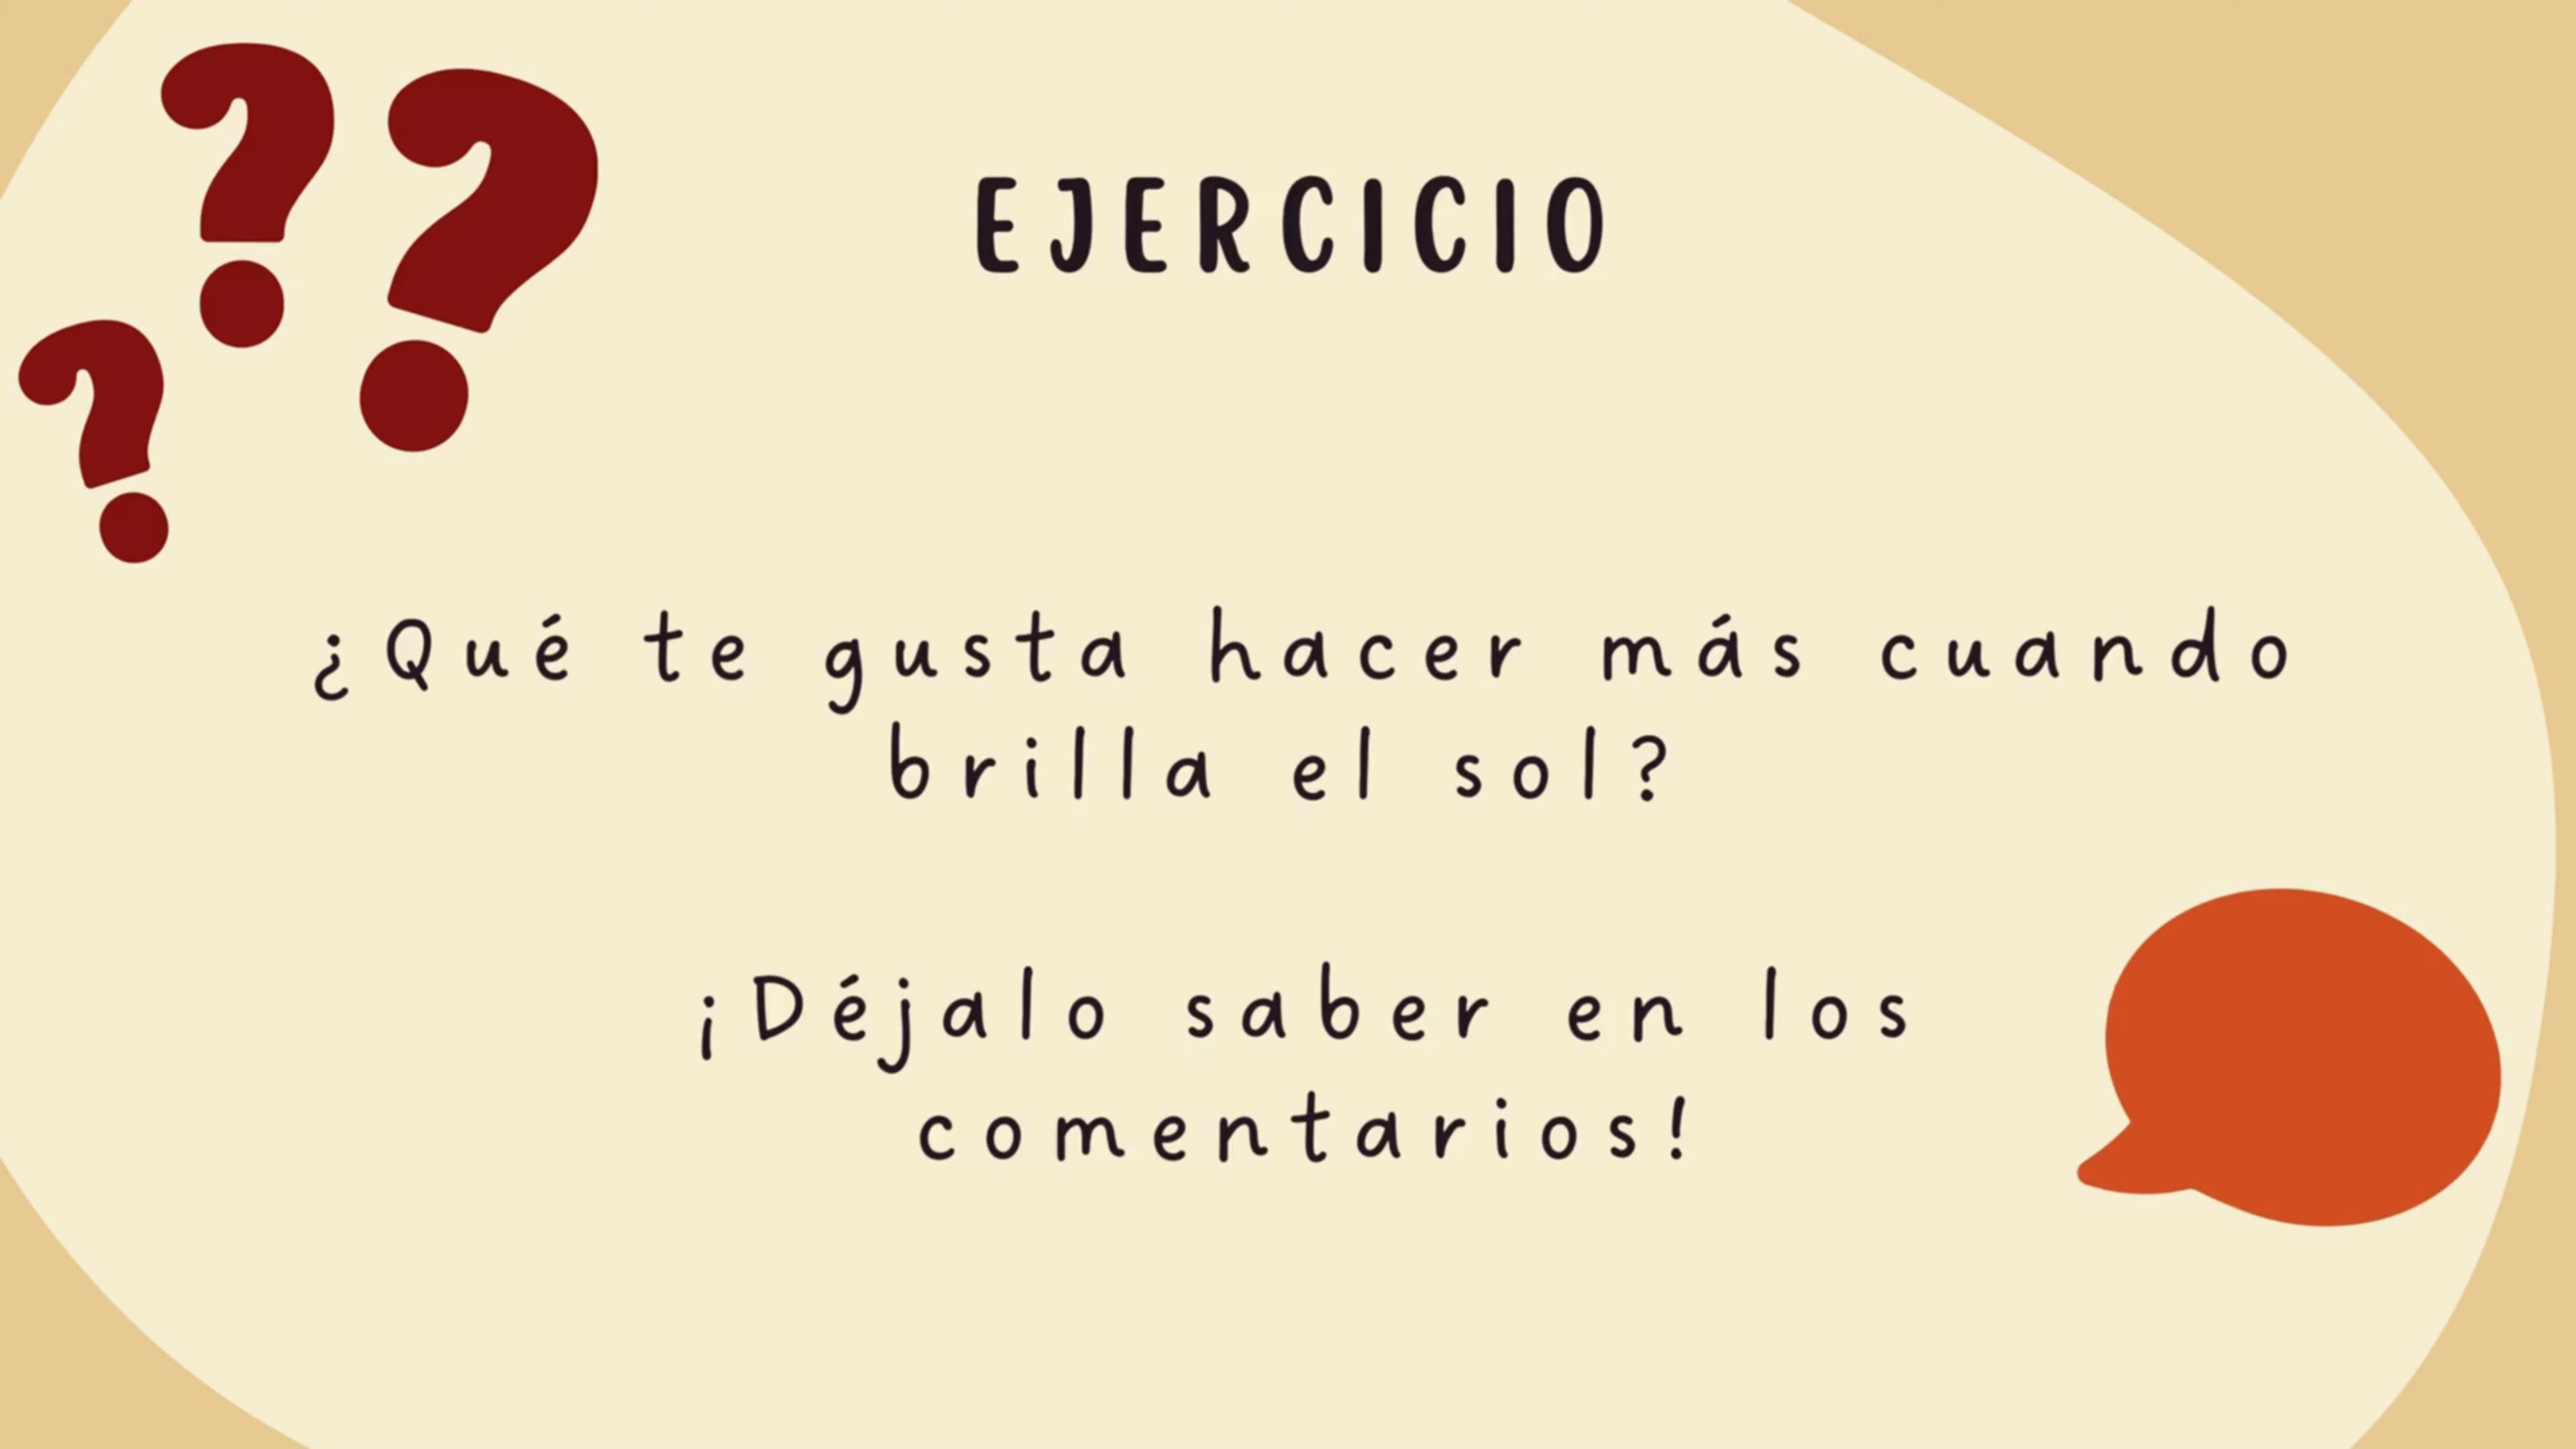 EJERCICIO
¿Qué te gusta hacer más cuando
brilla el sol?
¡Déjalo saber en los
comentarios!